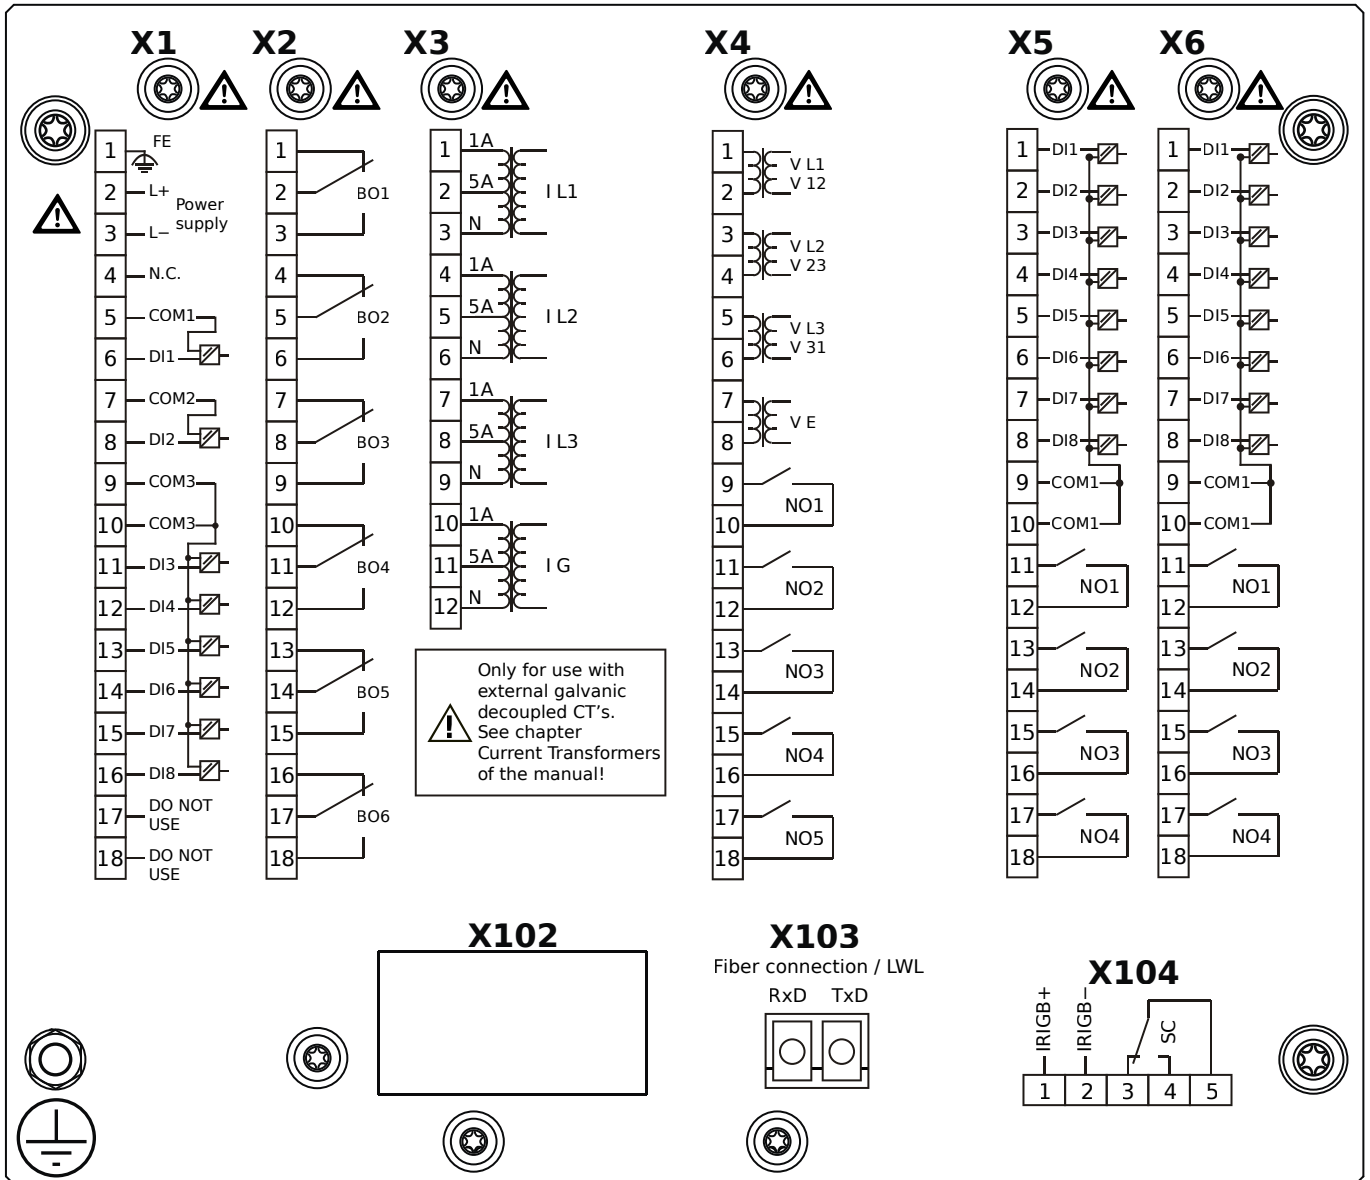 X1
X2
X3
X4
X5
X6
1 FE
2 L+
Power
supply
3 L−
4 N.C.
5 COM1
6 DI1
7 COM2
8 DI2
9 COM3
10 COM3
11 DI3
12 DI4
13 DI5
14 DI6
15 DI7
16 DI8
17 DO NOT
USE
18 DO NOT
USE
1
2 BO1
3
4
5 BO2
6
7
8 BO3
9
10
11 BO4
12
13
14 BO5
15
16
17 BO6
18
1 1A
2 5A I L1
3 N
4 1A
5 5A I L2
6 N
7 1A
8 5A I L3
9 N
10 1A
11 5A I G
12 N
Only for use with
external galvanic
decoupled CT's.
See chapter
Current Transformers
of the manual!
1 V L1
2 V 12
3 V L2
4 V 23
5 V L3
6 V 31
7
V E
8
9
NO1
10
11
NO2
12
13
NO3
14
15
NO4
16
17
NO5
18
1 DI1
2 DI2
3 DI3
4 DI4
5 DI5
6 DI6
7 DI7
8 DI8
9 COM1
10 COM1
11
NO1
12
13
NO2
14
15
NO3
16
17
NO4
18
1 DI1
2 DI2
3 DI3
4 DI4
5 DI5
6 DI6
7 DI7
8 DI8
9 COM1
10 COM1
11
NO1
12
13
NO2
14
15
NO3
16
17
NO4
18
X102
X103
Fiber connection / LWL
RxD TxD
X104
IRIGB+
IRIGB−
SC
1 2 3 4 5